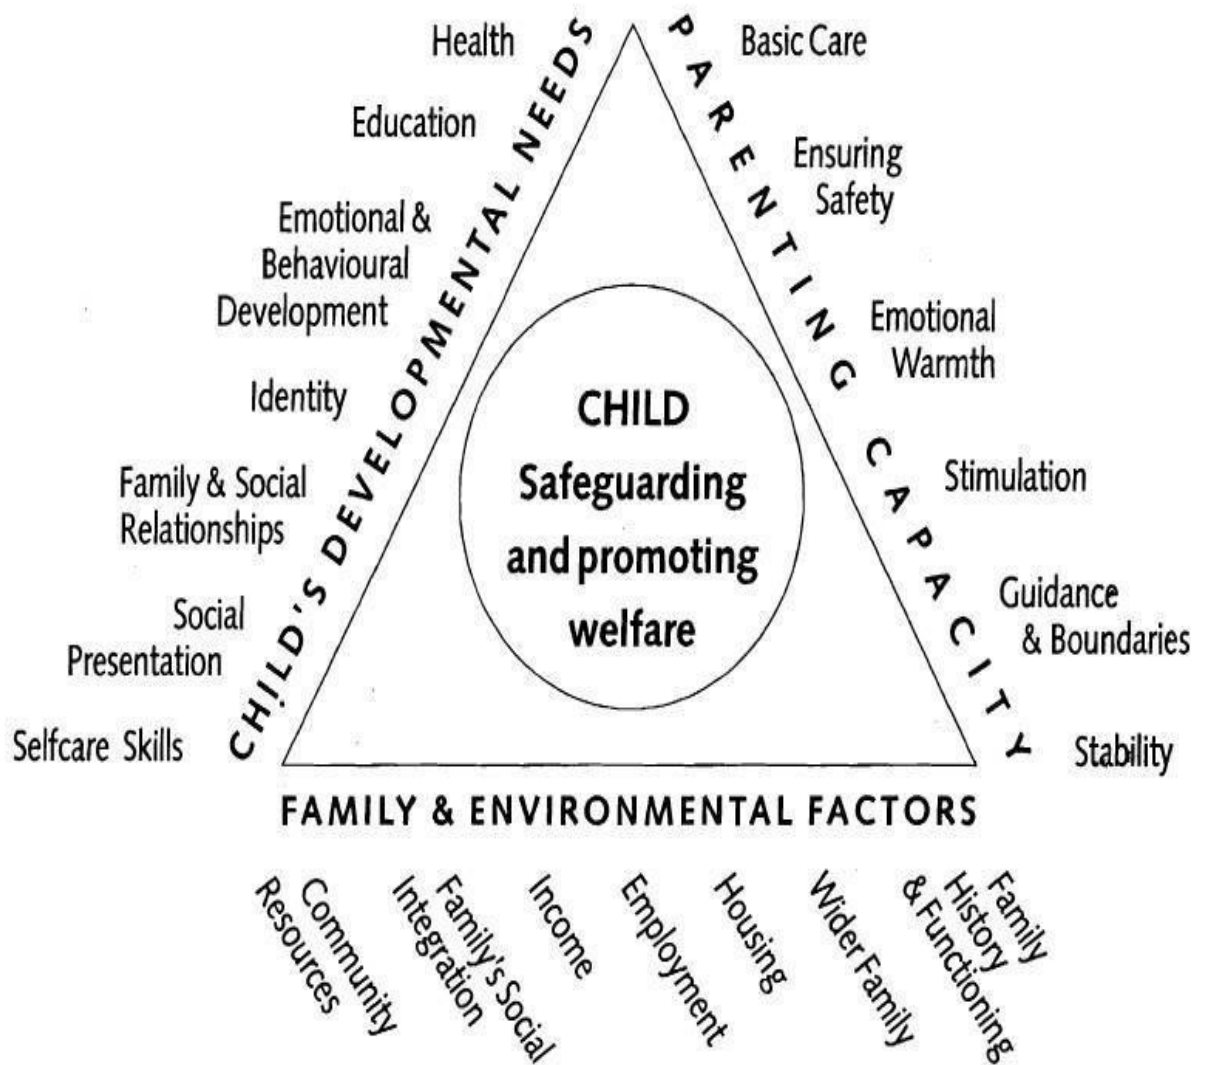 Health
Education
Emotional &
Behavioural
Development
Identity
Family & Social
Relationships
Social
Presentation
Selfcare Skills
CHILD'S DEVELOPMENTAL NEEDS
PARENTING CAPACITY
Basic Care
Ensuring
Safety
Emotional
Warmth
Stimulation
Guidance
& Boundaries
Stability
CHILD
Safeguarding
and promoting
welfare
FAMILY & ENVIRONMENTAL FACTORS
Community
Resources
Family's Social
Integration
Income
Employment
Housing
Wider Family
Family
History
& Functioning